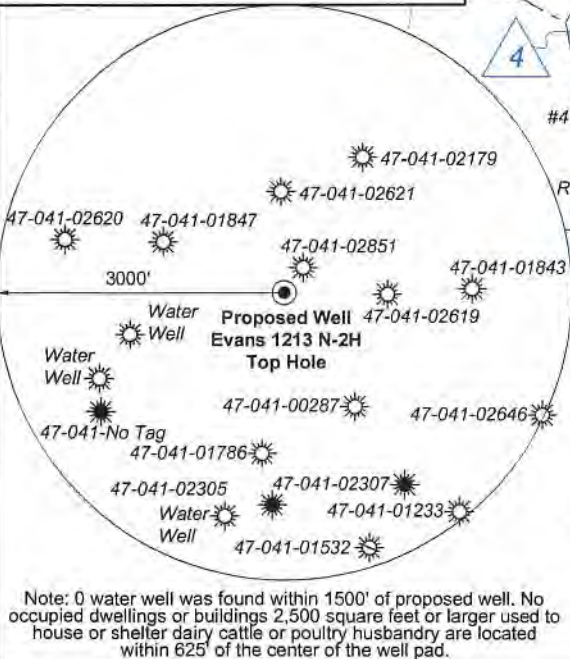 4
#4
47-041-02179
R
47-041-02621
47-041-02620
47-041-01847
47-041-02851
47-041-01843
3000'
Proposed Well
47-041-02619
Evans 1213 N-2H
Top Hole
Water
Well
Water
Well
47-041-No Tag
47-041-00287
47-041-02646
47-041-01786
47-041-02307
47-041-02305
47-041-01233
Water
Well
47-041-01532
Note: 0 water well was found within 1500' of proposed well. No
occupied dwellings or buildings 2,500 square feet or larger used to
house or shelter dairy cattle or poultry husbandry are located
within 625' of the center of the well pad.